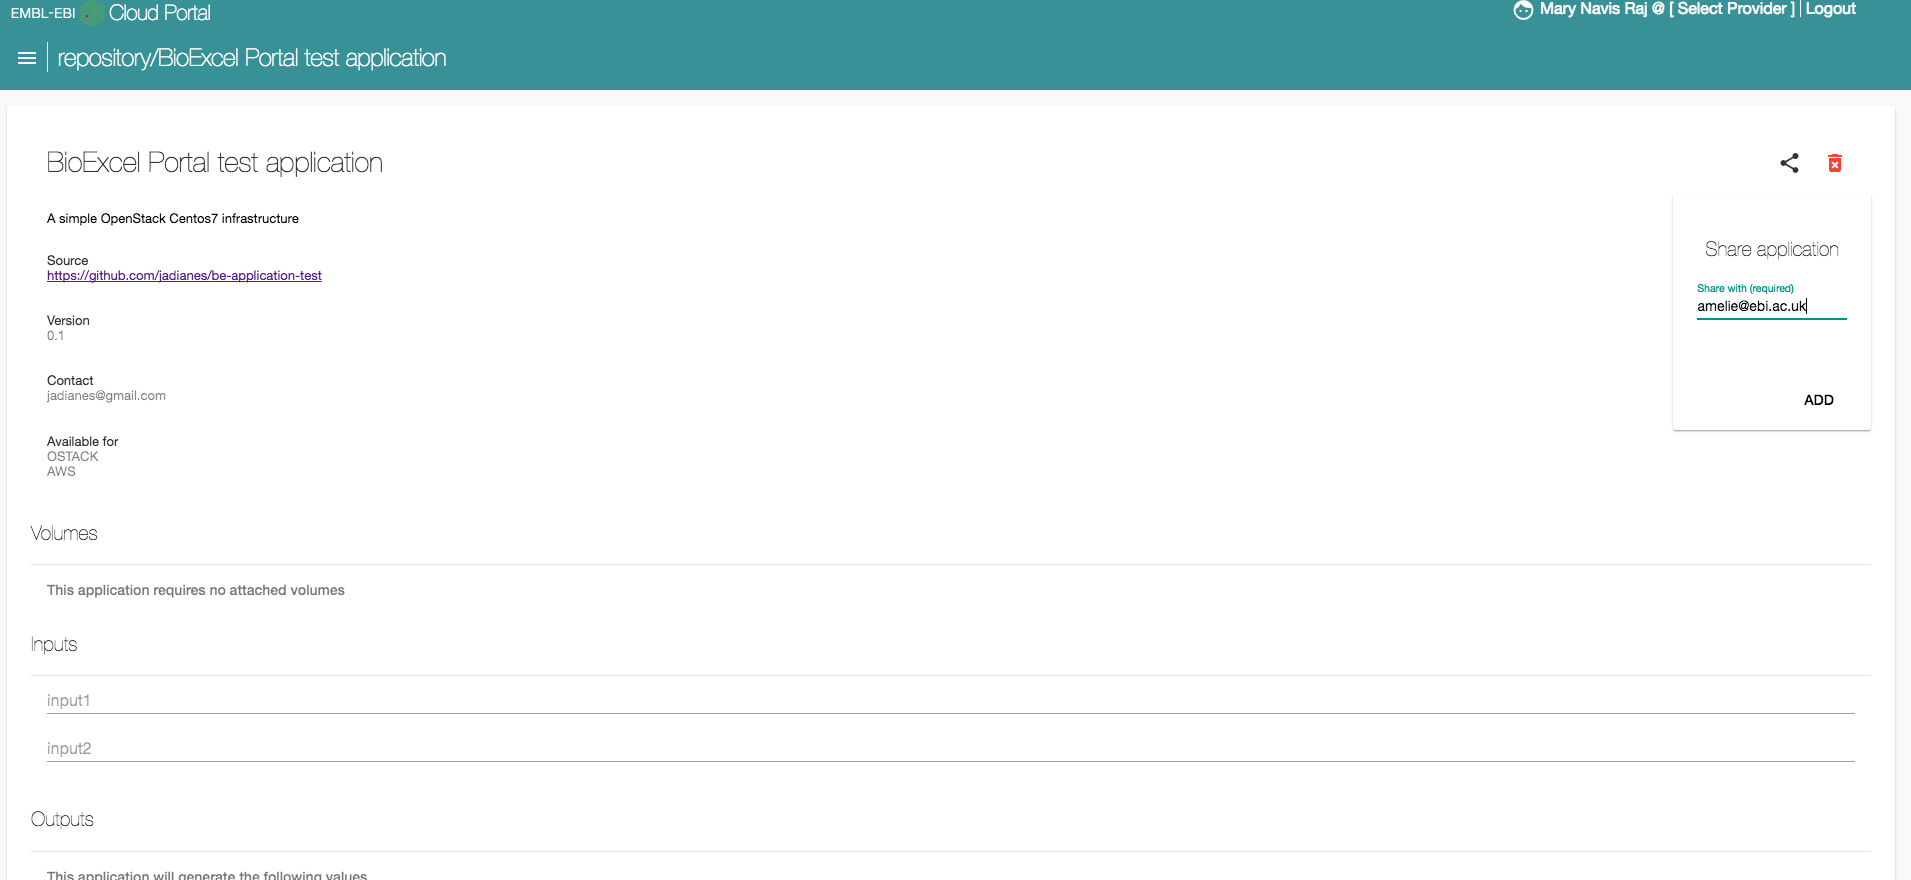 EMBL-EBI Cloud Portal
Mary Navis Raj @ [ Select Provider ] | Logout
repository/BioExcel Portal test application
BioExcel Portal test application
A simple OpenStack Centos7 infrastructure
Source
https://github.com/jadianes/be-application-test
Version
0.1
Contact
jadianes@gmail.com
Available for
OSTACK
AWS
Share application
Share with (required)
amelie@ebi.ac.uk
ADD
Volumes
This application requires no attached volumes
Inputs
input1
input2
Outputs
This application will generate the following values